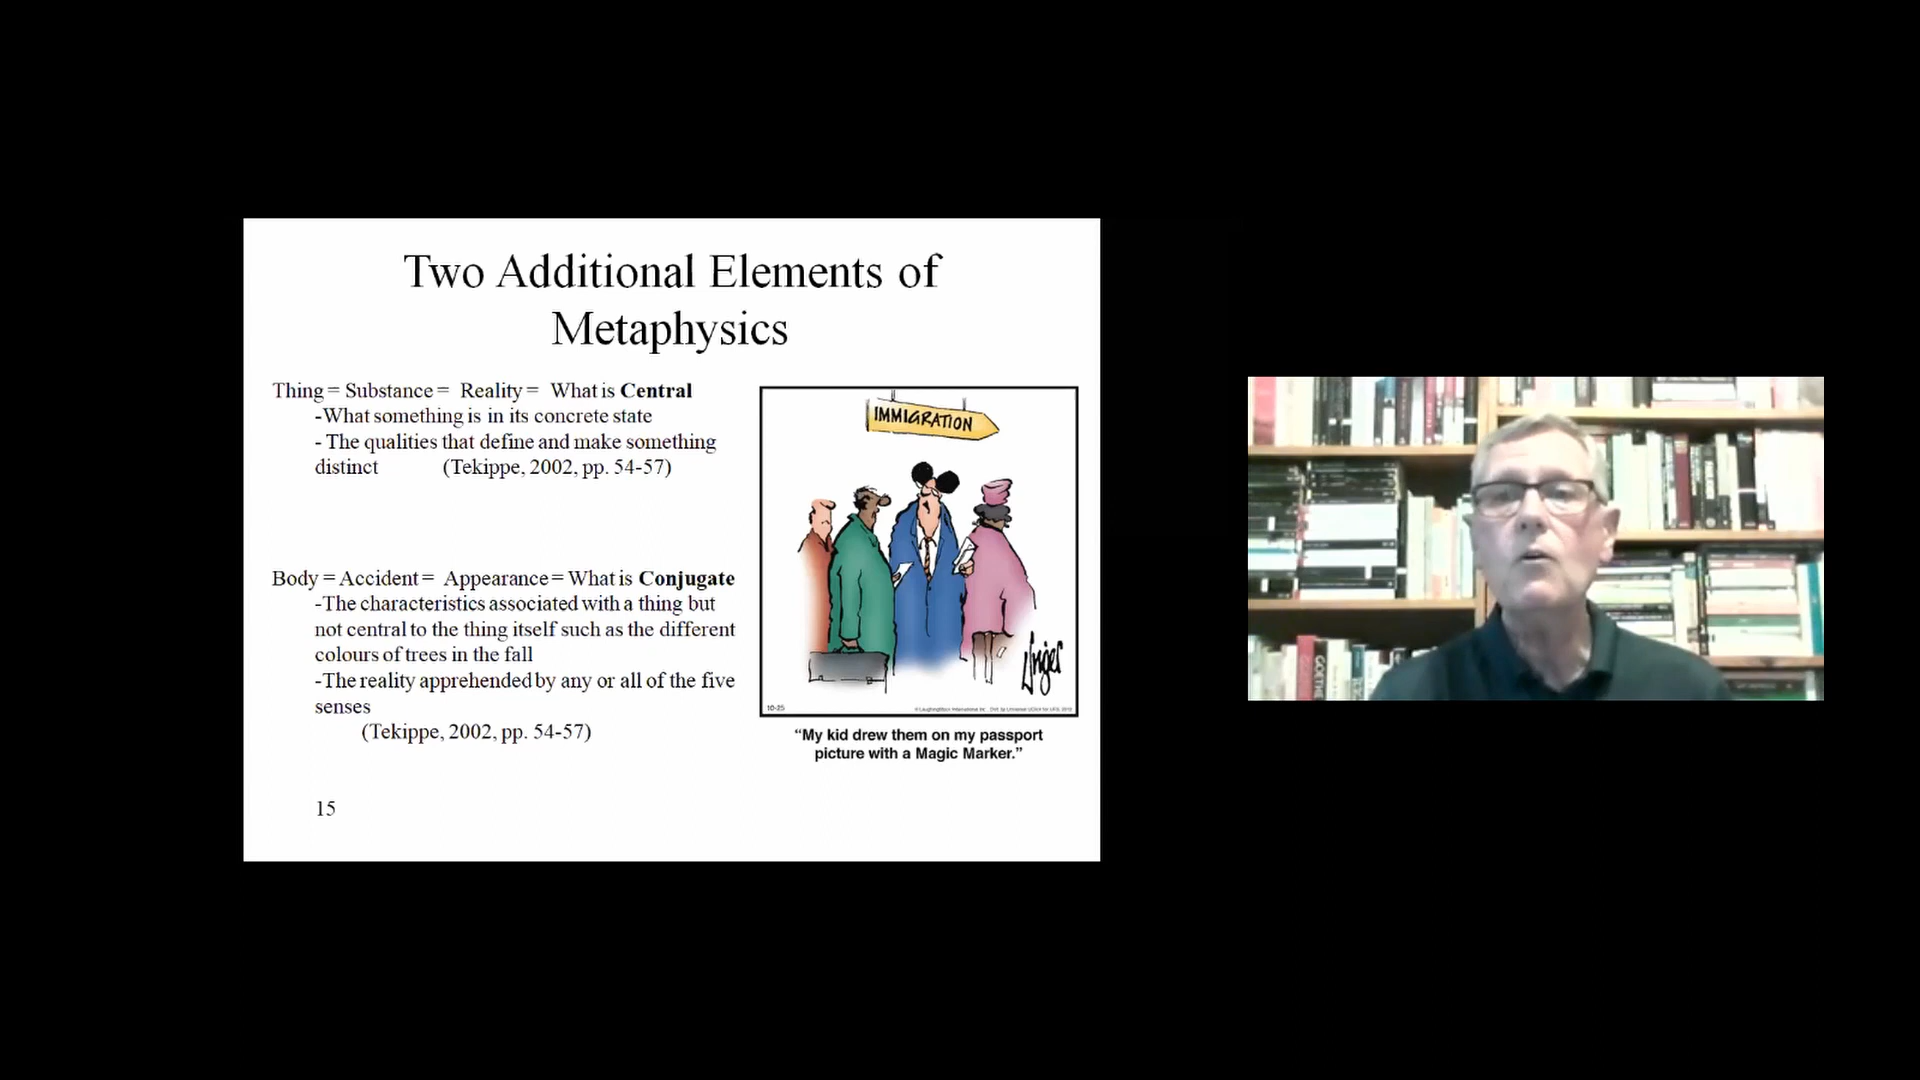 Two Additional Elements of
Metaphysics
Thing = Substance = Reality = What is Central
-What something is in its concrete state
- The qualities that define and make something
distinct (Tekippe, 2002, pp. 54-57)
Body = Accident = Appearance = What is Conjugate
-The characteristics associated with a thing but
not central to the thing itself such as the different
colours of trees in the fall
-The reality apprehended by any or all of the five
senses
(Tekippe, 2002, pp. 54-57)
15
IMMIGRATION
Unger
10-25
"My kid drew them on my passport
picture with a Magic Marker."
GOETHE